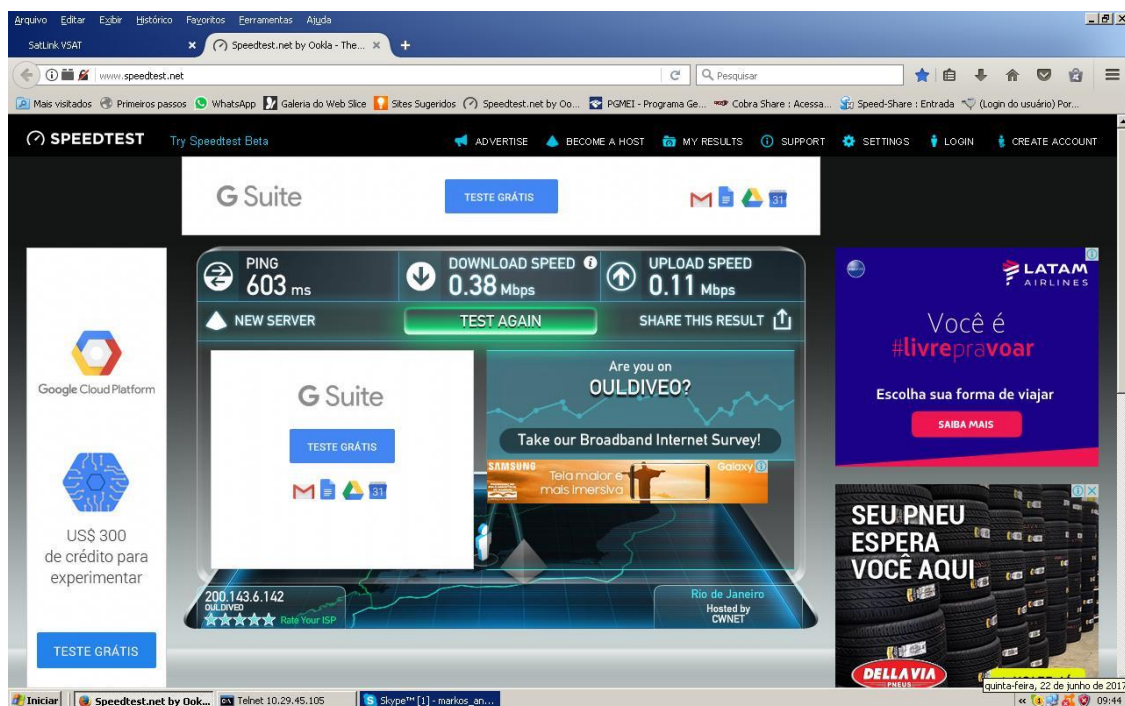 Arquivo Editar Exibir Histórico Favoritos Ferramentas Ajuda
SatLink VSAT
Speedtest.net by Ookla - The...
www.speedtest.net
Pesquisar
Mais visitados Primeiros passos WhatsApp Galeria do Web Slice Sites Sugeridos Speedtest.net by Oo... PGMEI - Programa Ge... Cobra Share : Acessa... Speed-Share : Entrada (Login do usuário) Por...
SPEEDTEST Try Speedtest Beta ADVERTISE BECOME A HOST MY RESULTS SUPPORT SETTINGS LOGIN CREATE ACCOUNT
G Suite
TESTE GRÁTIS
31
PING
603 ms
DOWNLOAD SPEED
0.38 Mbps
UPLOAD SPEED
0.11 Mbps
NEW SERVER
TEST AGAIN
SHARE THIS RESULT
G Suite
TESTE GRÁTIS
31
Are you on
OULDIVEO?
Take our Broadband Internet Survey!
SAMSUNG
Tela maior e
mais imersiva
Galaxy
200.143.6.142
OULDIVEO
Rate Your ISP
Rio de Janeiro
Hosted by
CWNET
Google Cloud Platform
US$ 300
de crédito para
experimentar
TESTE GRÁTIS
LATAM
AIRLINES
Você é
#livrepravoar
Escolha sua forma de viajar
SAIBA MAIS
SEU PNEU
ESPERA
VOCÊ AQUI
DELLAVIA
PNEUS
quinta-feira, 22 de junho de 2017
Iniciar Speedtest.net by Ook... Telnet 10.29.45.105 Skype™ [1] - markos_an... 09:44